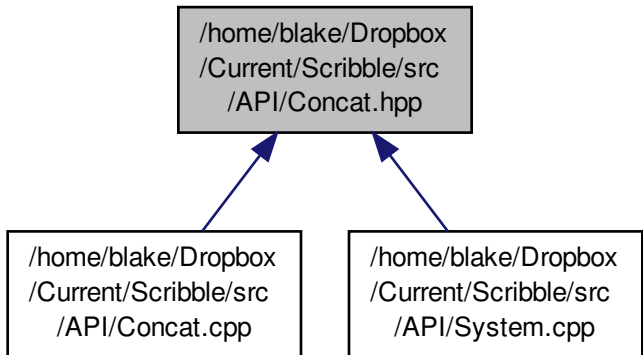 /home/blake/Dropbox
/Current/Scribble/src
/API/Concat.hpp
/home/blake/Dropbox
/Current/Scribble/src
/API/Concat.cpp
/home/blake/Dropbox
/Current/Scribble/src
/API/System.cpp